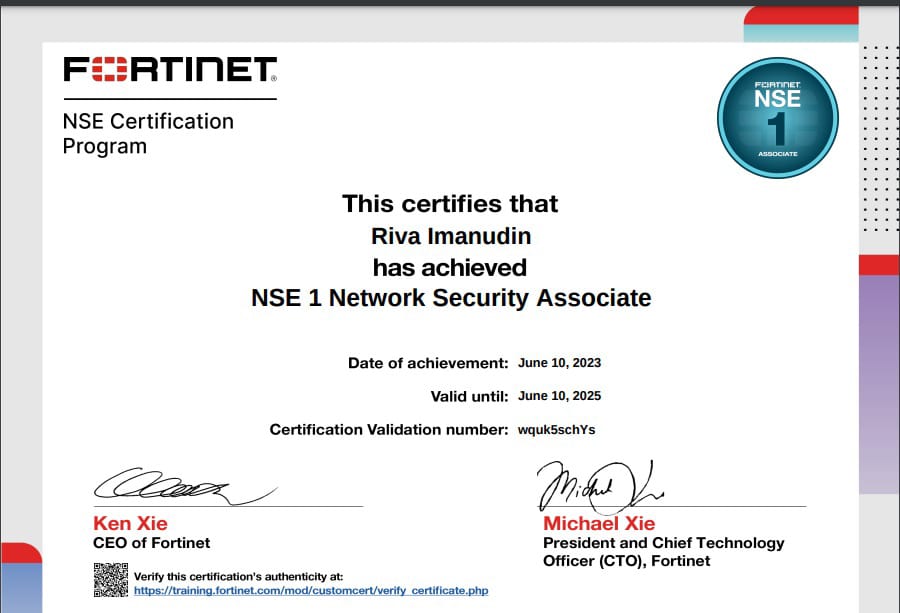 FORTINET®
NSE Certification
Program
FORTINET
NSE
1
ASSOCIATE
This certifies that
Riva Imanudin
has achieved
NSE 1 Network Security Associate
Date of achievement: June 10, 2023
Valid until: June 10, 2025
Certification Validation number: wquk5schYs
Ken Xie
CEO of Fortinet
Michael Xie
President and Chief Technology
Officer (CTO), Fortinet
Verify this certification's authenticity at:
https://training.fortinet.com/mod/customcert/verify_certificate.php